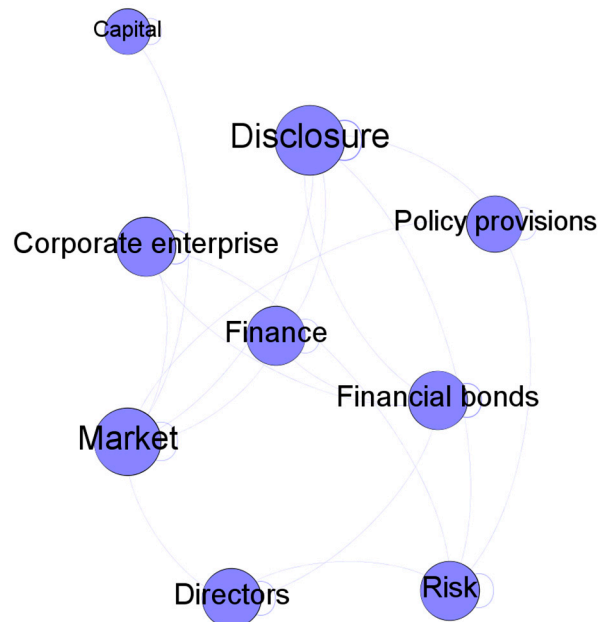 Capital
Disclosure
Policy provisions
Corporate enterprise
Finance
Financial bonds
Market
Directors
Risk